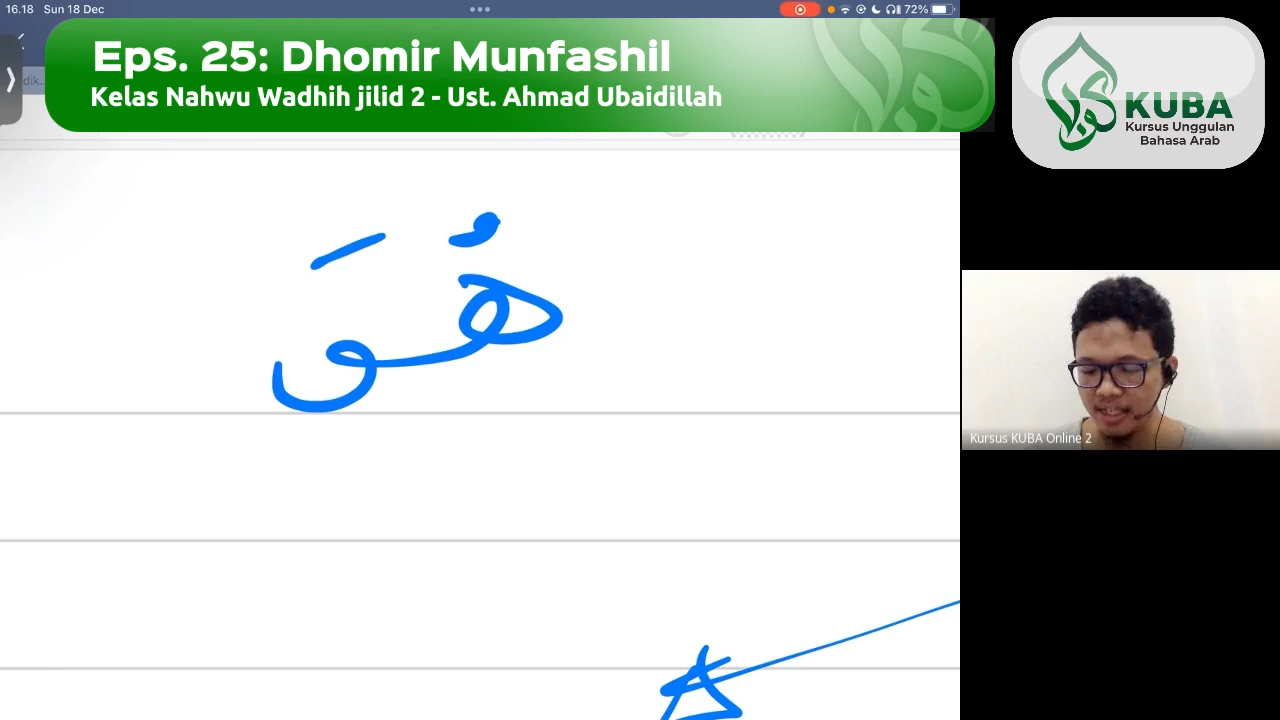 16.18 Sun 18 Dec
72%
dik...
Eps. 25: Dhomir Munfashil
Kelas Nahwu Wadhih jilid 2 - Ust. Ahmad Ubaidillah
KUBA
Kursus Unggulan
Bahasa Arab
هُوَ
Kursus KUBA Online 2